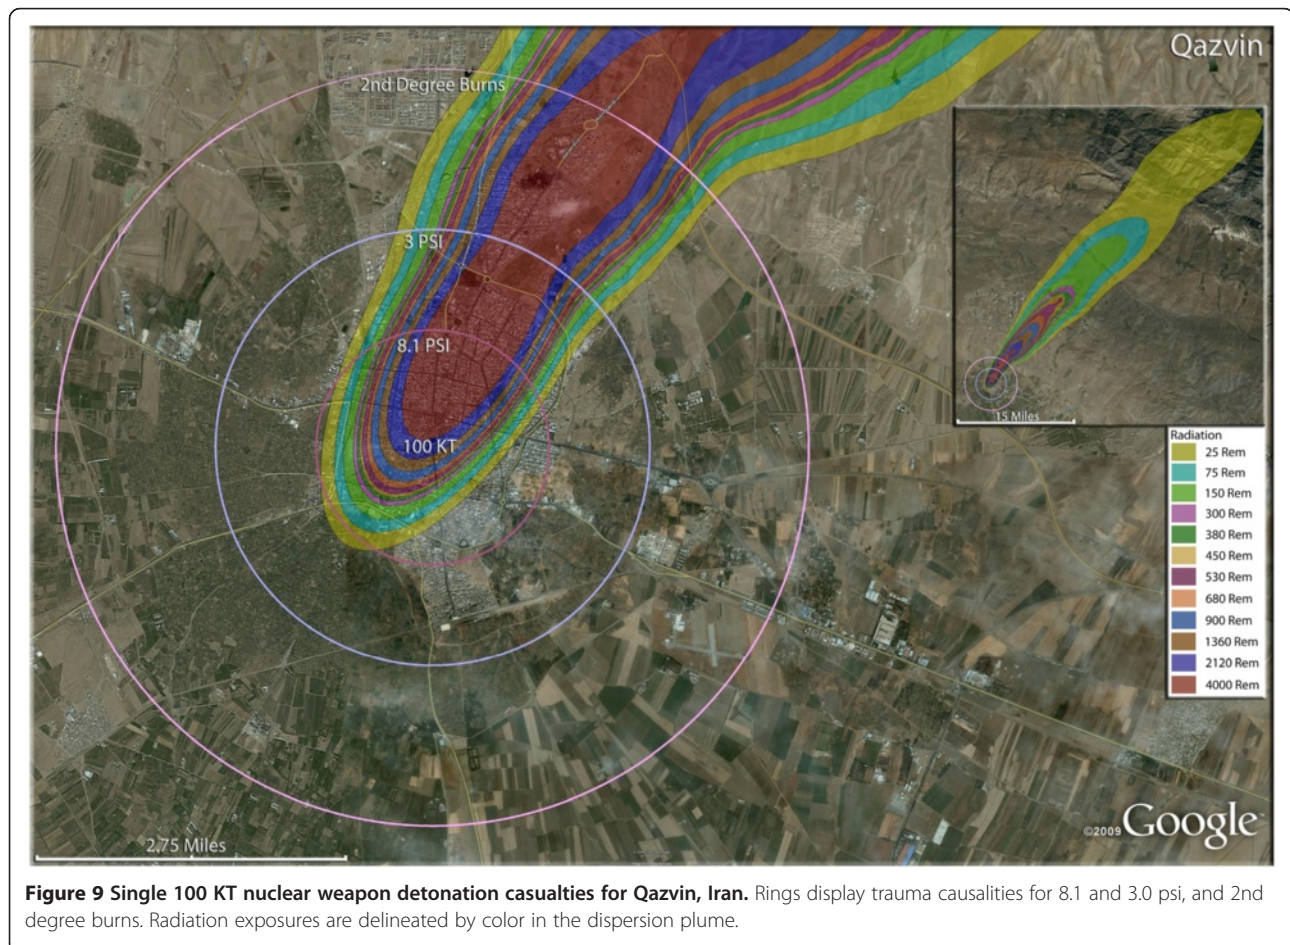 Qazvin
2nd Degree Burns
3 PSI
8.1 PSI
100 KT
15 Miles
Radiation
25 Rem
75 Rem
150 Rem
300 Rem
380 Rem
450 Rem
530 Rem
680 Rem
900 Rem
1360 Rem
2120 Rem
4000 Rem
2.75 Miles
©2009 Google
Figure 9 Single 100 KT nuclear weapon detonation casualties for Qazvin, Iran. Rings display trauma causalities for 8.1 and 3.0 psi, and 2nd
degree burns. Radiation exposures are delineated by color in the dispersion plume.